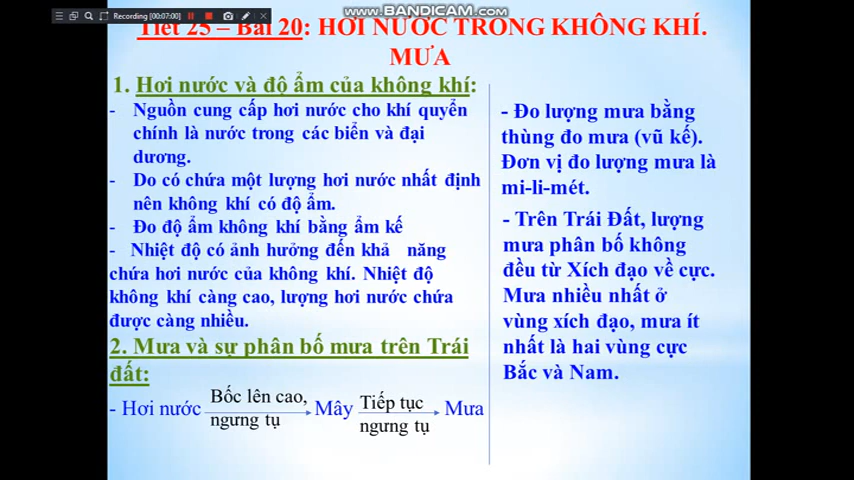 Recording [00:07:00]
www.BANDICAM.com
Tiết 25 – Bài 20: HƠI NƯỚC TRONG KHÔNG KHÍ.
MƯA
1. Hơi nước và độ ẩm của không khí:
- Nguồn cung cấp hơi nước cho khí quyển
chính là nước trong các biển và đại
dương.
- Do có chứa một lượng hơi nước nhất định
nên không khí có độ ẩm.
- Đo độ ẩm không khí bằng ẩm kế
- Nhiệt độ có ảnh hưởng đến khả năng
chứa hơi nước của không khí. Nhiệt độ
không khí càng cao, lượng hơi nước chứa
được càng nhiều.
2. Mưa và sự phân bố mưa trên Trái
đất:
- Hơi nước Bốc lên cao, ngưng tụ Mây Tiếp tục ngưng tụ Mưa
- Đo lượng mưa bằng
thùng đo mưa (vũ kế).
Đơn vị đo lượng mưa là
mi-li-mét.
- Trên Trái Đất, lượng
mưa phân bố không
đều từ Xích đạo về cực.
Mưa nhiều nhất ở
vùng xích đạo, mưa ít
nhất là hai vùng cực
Bắc và Nam.